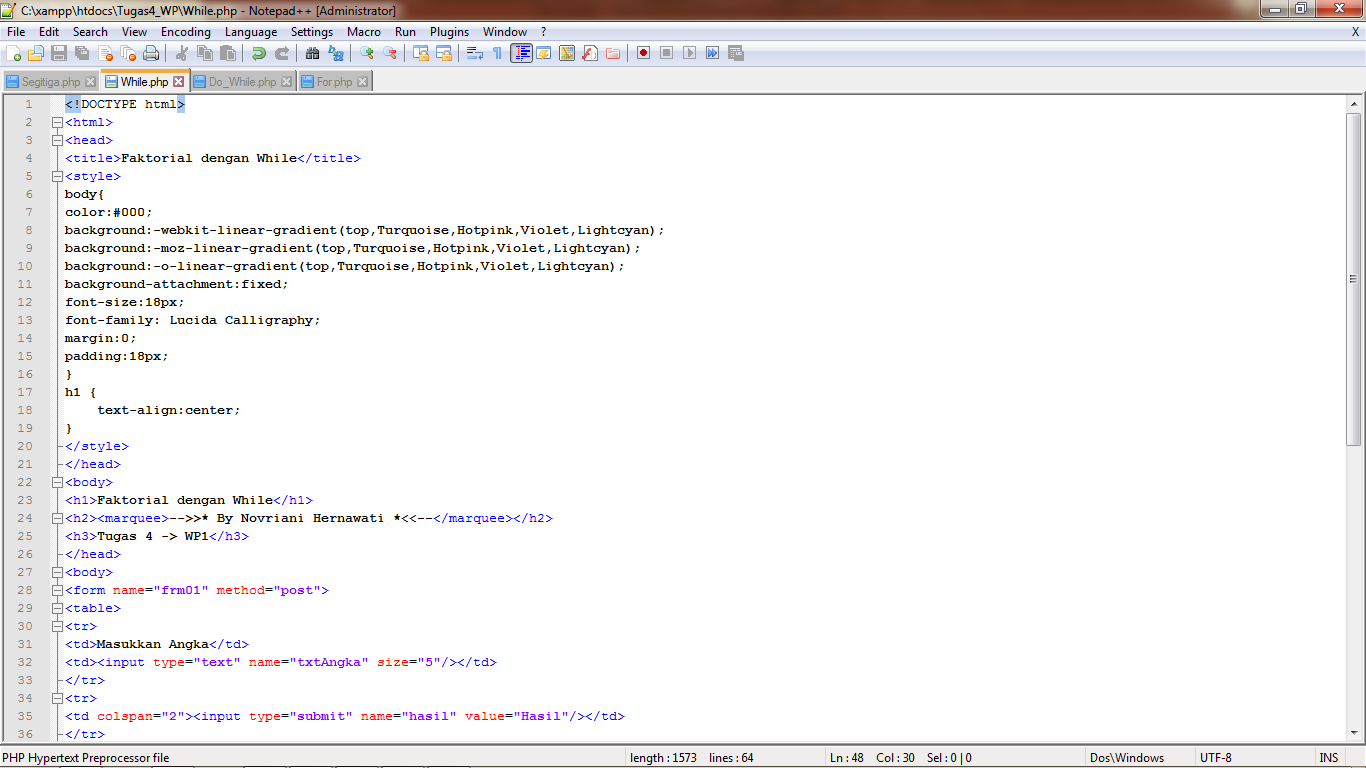 C:\xampp\htdocs\Tugas4_WP\While.php - Notepad++ [Administrator]
File Edit Search View Encoding Language Settings Macro Run Plugins Window ? X
Segitiga.php While.php Do_While.php For.php
1 <!DOCTYPE html>
2 <html>
3 <head>
4 <title>Faktorial dengan While</title>
5 <style>
6 body{
7 color:#000;
8 background:-webkit-linear-gradient(top,Turquoise,Hotpink,Violet,Lightcyan);
9 background:-moz-linear-gradient(top,Turquoise,Hotpink,Violet,Lightcyan);
10 background:-o-linear-gradient(top,Turquoise,Hotpink,Violet,Lightcyan);
11 background-attachment:fixed;
12 font-size:18px;
13 font-family: Lucida Calligraphy;
14 margin:0;
15 padding:18px;
16 }
17 h1 {
18     text-align:center;
19 }
20 </style>
21 </head>
22 <body>
23 <h1>Faktorial dengan While</h1>
24 <h2><marquee>-->>* By Novriani Hernawati *<<--</marquee></h2>
25 <h3>Tugas 4 -> WP1</h3>
26 </head>
27 <body>
28 <form name="frm01" method="post">
29 <table>
30 <tr>
31 <td>Masukkan Angka</td>
32 <td><input type="text" name="txtAngka" size="5"/></td>
33 </tr>
34 <tr>
35 <td colspan="2"><input type="submit" name="hasil" value="Hasil"/></td>
36 </tr>
PHP Hypertext Preprocessor file length : 1573 lines : 64 Ln : 48 Col : 30 Sel : 0 | 0 Dos\Windows UTF-8 INS